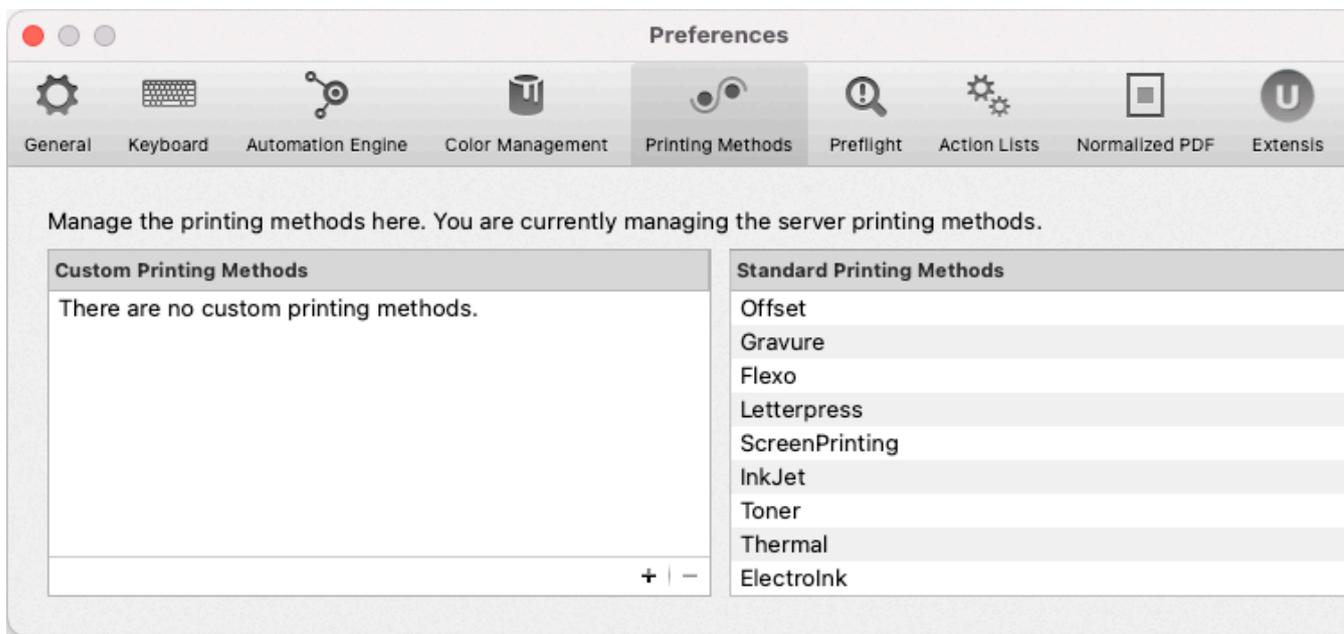 Preferences
General Keyboard Automation Engine Color Management Printing Methods Preflight Action Lists Normalized PDF Extensis
Manage the printing methods here. You are currently managing the server printing methods.
Custom Printing Methods
There are no custom printing methods.
Standard Printing Methods
Offset
Gravure
Flexo
Letterpress
ScreenPrinting
InkJet
Toner
Thermal
ElectroInk